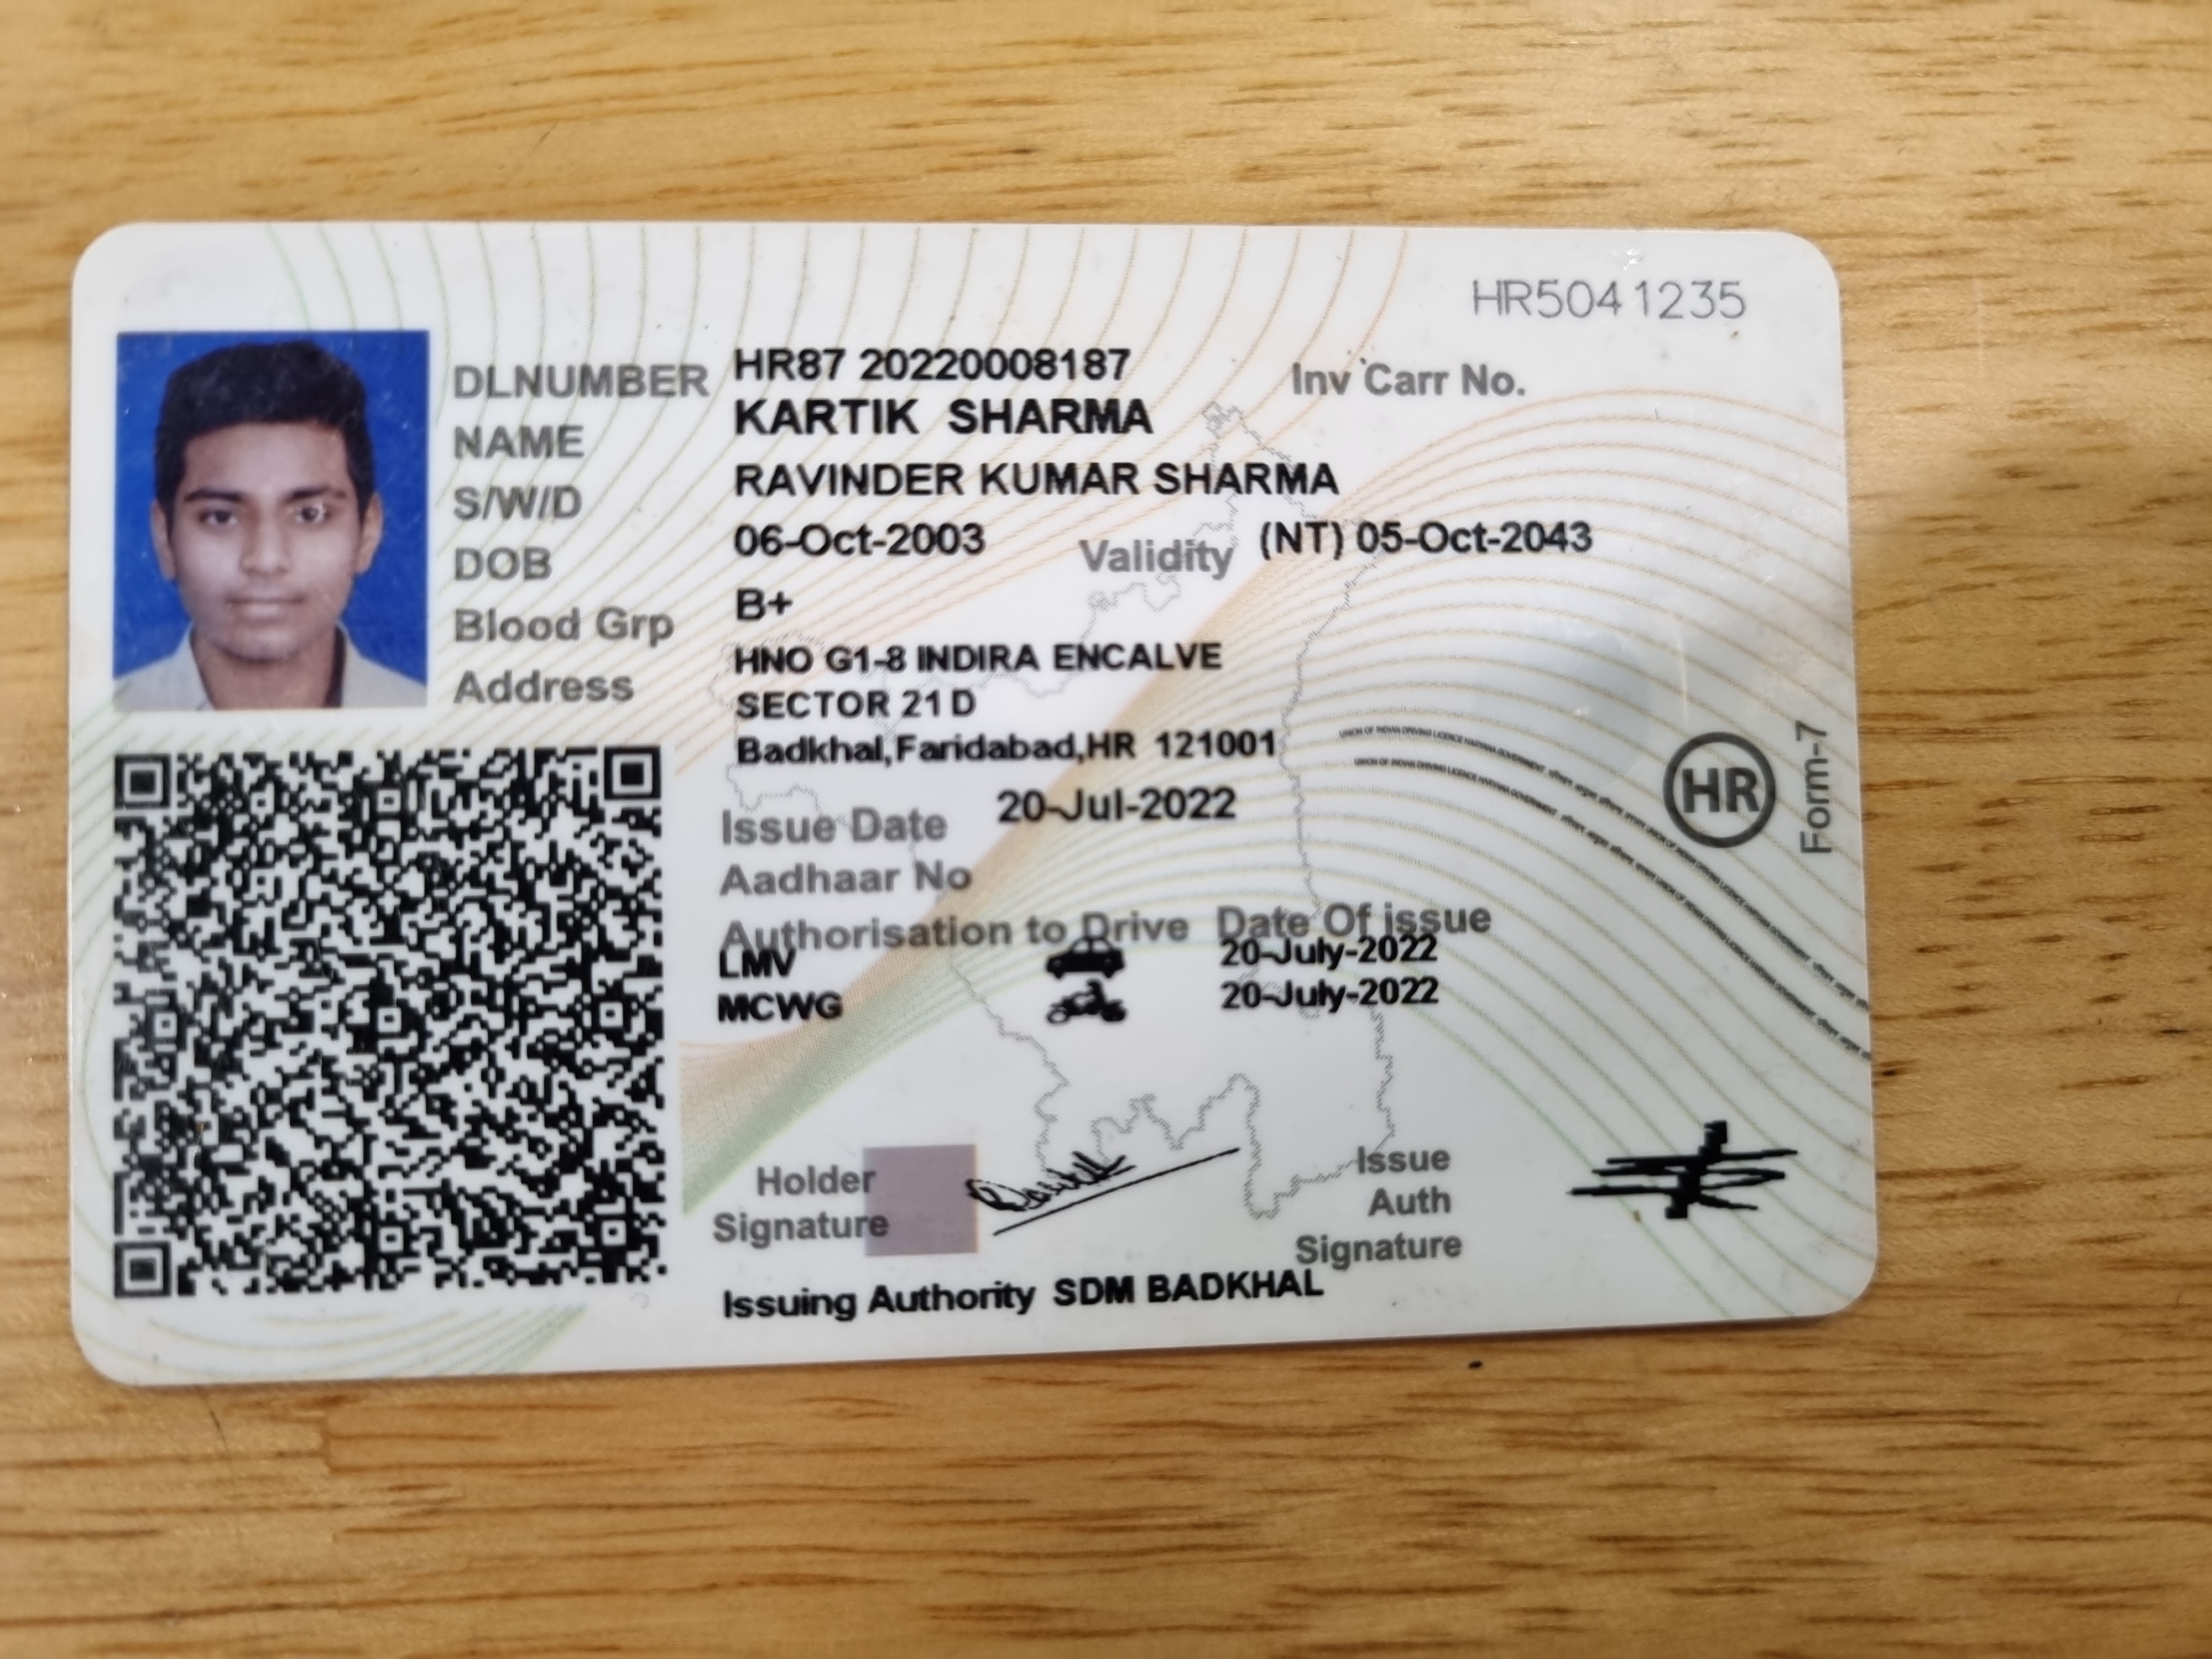 HR5041235
DLNUMBER HR87 20220008187 Inv Carr No.
NAME KARTIK SHARMA
S/W/D RAVINDER KUMAR SHARMA
DOB 06-Oct-2003 Validity (NT) 05-Oct-2043
Blood Grp B+
Address HNO G1-8 INDIRA ENCALVE
SECTOR 21 D
Badkhal,Faridabad,HR 121001
Issue Date 20-Jul-2022
Aadhaar No
Authorisation to Drive Date Of issue
LMV 20-July-2022
MCWG 20-July-2022
HR
Form-7
Holder
Signature
Issue
Auth
Signature
Issuing Authority SDM BADKHAL